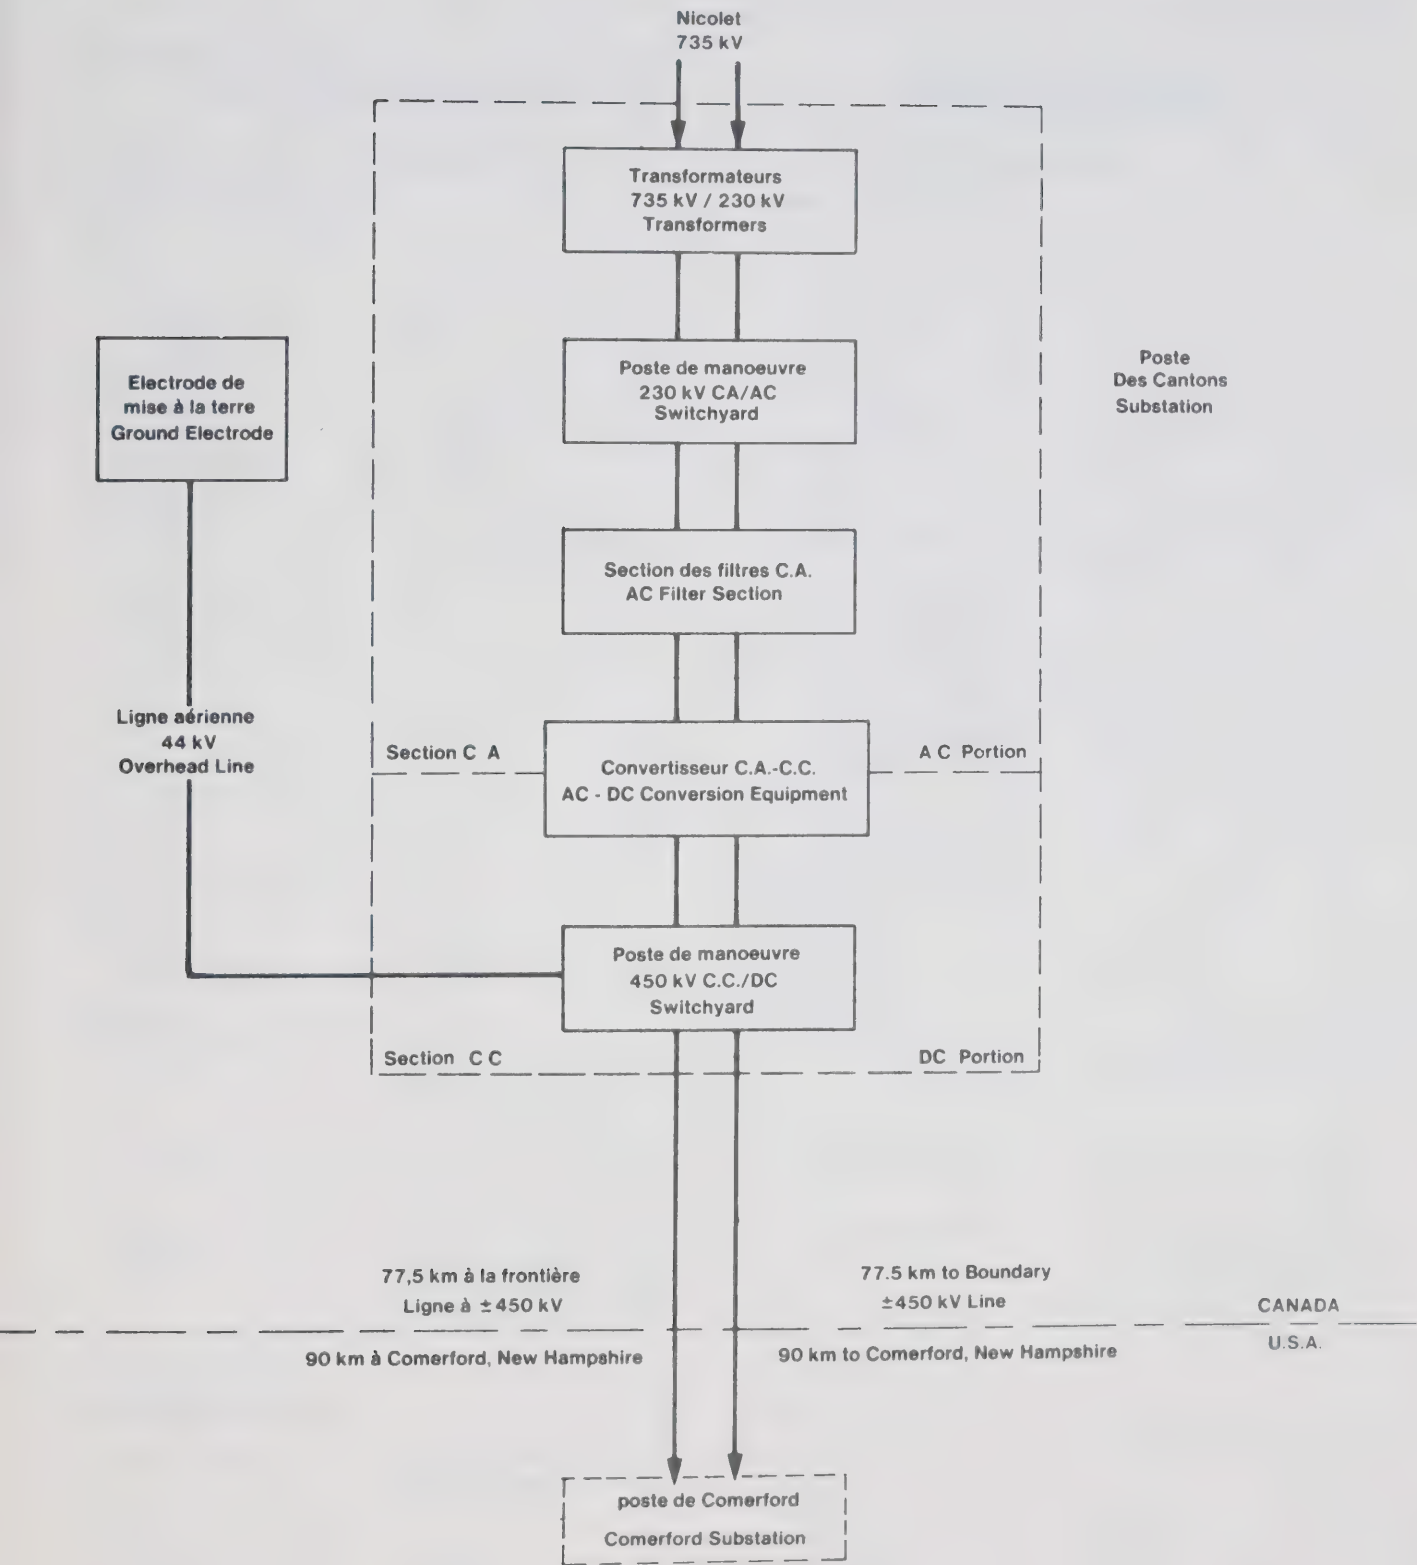 Nicolet
735 kV
Transformateurs
735 kV / 230 kV
Transformers
Poste de manoeuvre
230 kV CA/AC
Switchyard
Poste
Des Cantons
Substation
Electrode de
mise à la terre
Ground Electrode
Section des filtres C.A.
AC Filter Section
Ligne aérienne
44 kV
Overhead Line
Section C A
A C Portion
Convertisseur C.A.-C.C.
AC - DC Conversion Equipment
Poste de manoeuvre
450 kV C.C./DC
Switchyard
Section C C
DC Portion
77,5 km à la frontière
Ligne à ±450 kV
77.5 km to Boundary
±450 kV Line
CANADA
U.S.A.
90 km à Comerford, New Hampshire
90 km to Comerford, New Hampshire
poste de Comerford
Comerford Substation